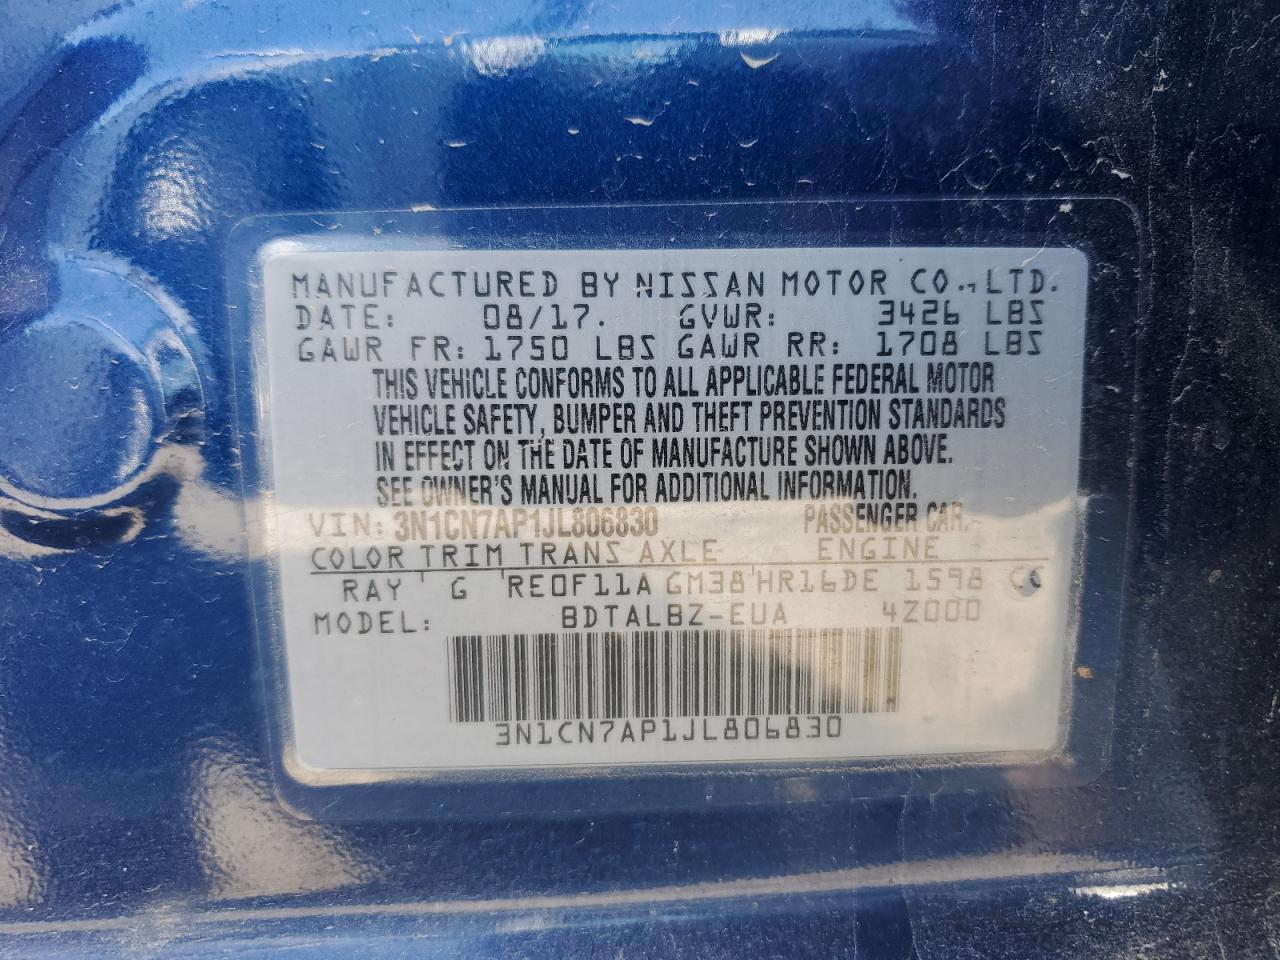 MANUFACTURED BY NISSAN MOTOR CO., LTD.
DATE: 08/17. GVWR: 3426 LBS
GAWR FR: 1750 LBS GAWR RR: 1708 LBS
THIS VEHICLE CONFORMS TO ALL APPLICABLE FEDERAL MOTOR
VEHICLE SAFETY, BUMPER AND THEFT PREVENTION STANDARDS
IN EFFECT ON THE DATE OF MANUFACTURE SHOWN ABOVE.
SEE OWNER'S MANUAL FOR ADDITIONAL INFORMATION.
VIN: 3N1CN7AP1JL806830 PASSENGER CAR.
COLOR TRIM TRANS AXLE ENGINE
RAY ' G RE0F11A GM38 ' HR16DE 1598 CC
MODEL: BDTALBZ-EUA 4Z000
3N1CN7AP1JL806830